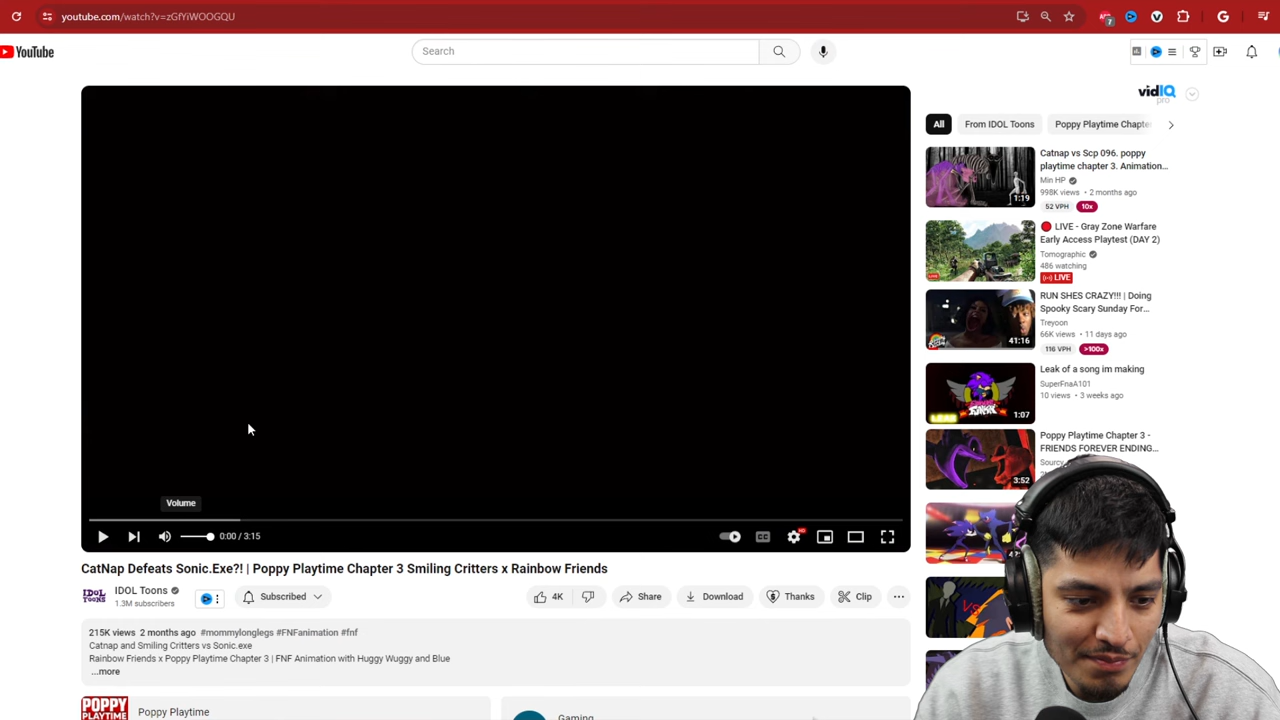 youtube.com/watch?v=zGfYiWOOGQU
YouTube
Search
vidIQ
pro
All
From IDOL Toons
Poppy Playtime Chapte
Catnap vs Scp 096. poppy
playtime chapter 3. Animation...
Min HP
998K views • 2 months ago
52 VPH 10x
1:19
LIVE - Gray Zone Warfare
Early Access Playtest (DAY 2)
Tomographic
486 watching
LIVE
RUN SHES CRAZY!!! | Doing
Spooky Scary Sunday For...
Treyoon
66K views • 11 days ago
116 VPH >100x
41:16
Leak of a song im making
SuperFnaA101
10 views • 3 weeks ago
1:07
Poppy Playtime Chapter 3 -
FRIENDS FOREVER ENDING...
Sourcy
3:52
Volume
0:00 / 3:15
CC
HD
CatNap Defeats Sonic.Exe?! | Poppy Playtime Chapter 3 Smiling Critters x Rainbow Friends
IDOL TOONS
IDOL Toons
1.3M subscribers
Subscribed
4K
Share
Download
Thanks
Clip
215K views 2 months ago #mommylonglegs #FNFanimation #fnf
Catnap and Smiling Critters vs Sonic.exe
Rainbow Friends x Poppy Playtime Chapter 3 | FNF Animation with Huggy Wuggy and Blue
...more
POPPY
PLAYTIME
Poppy Playtime
Gaming